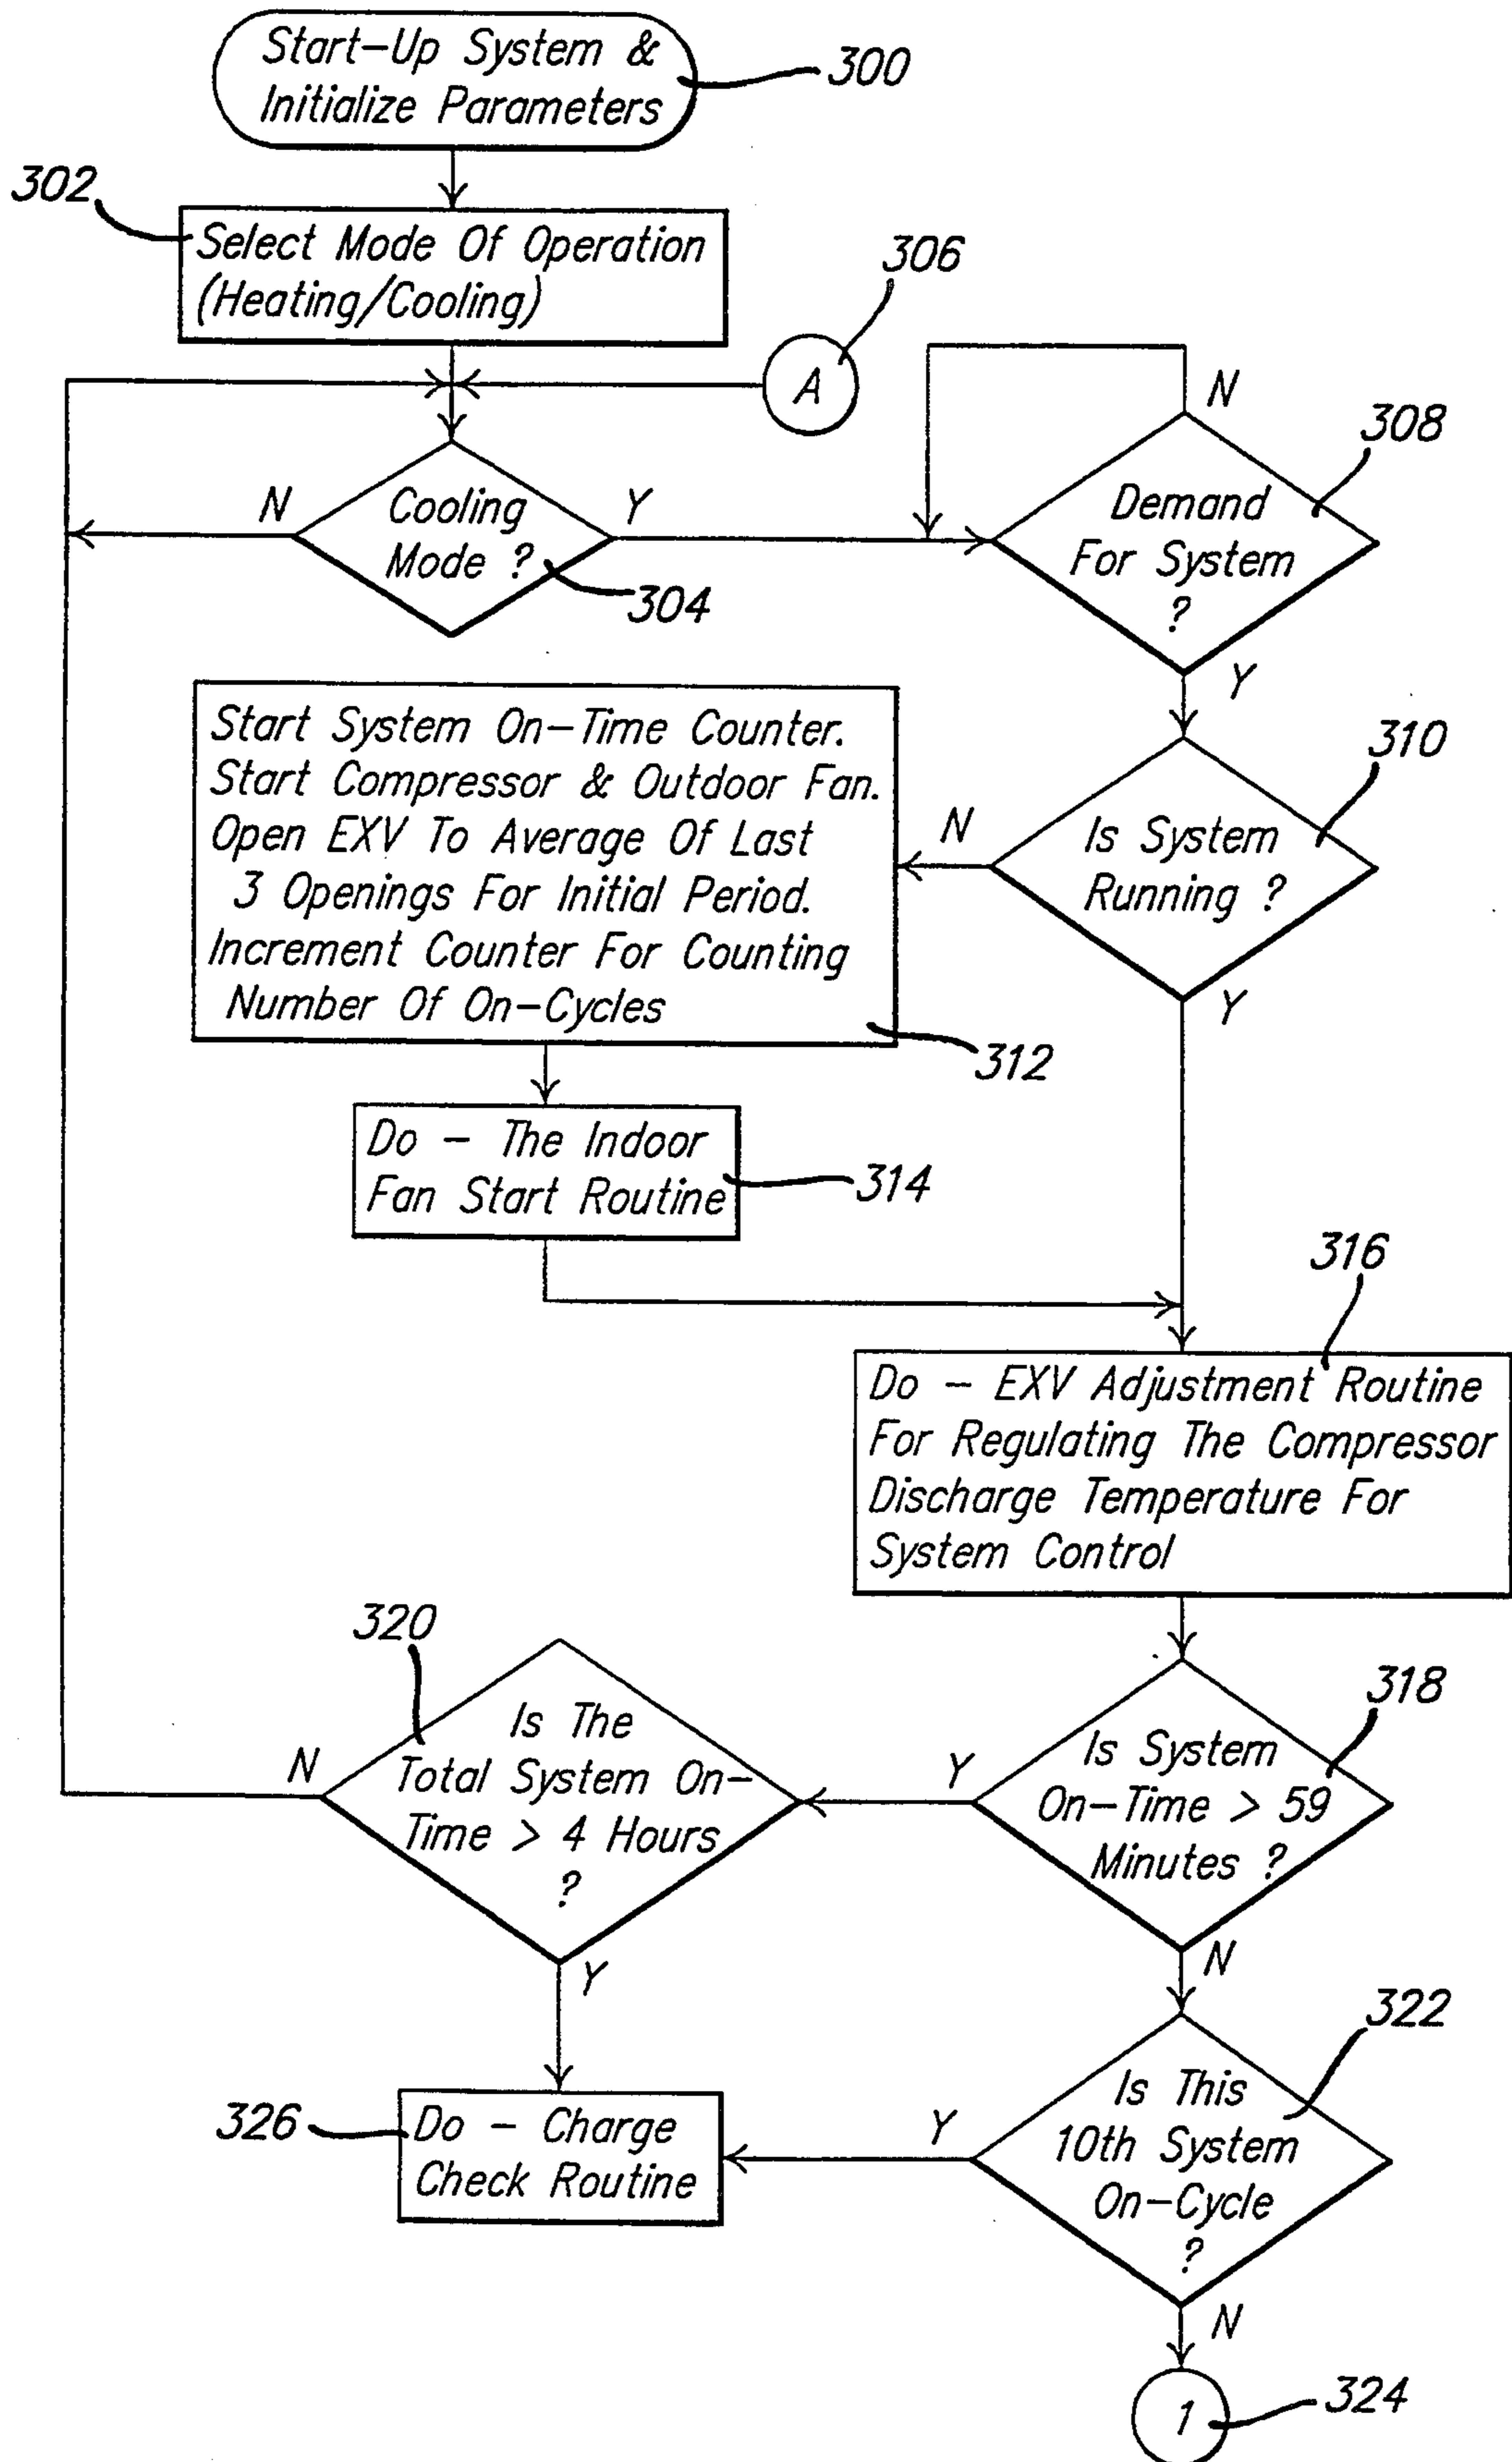 Start-Up System &
Initialize Parameters
300
302
Select Mode Of Operation
(Heating/Cooling)
306
A
N
308
N
Cooling
Mode ?
Y
304
Demand
For System
?
Y
Start System On-Time Counter.
Start Compressor & Outdoor Fan.
Open EXV To Average Of Last
3 Openings For Initial Period.
Increment Counter For Counting
Number Of On-Cycles
312
N
310
Is System
Running ?
Y
Do - The Indoor
Fan Start Routine
314
316
Do - EXV Adjustment Routine
For Regulating The Compressor
Discharge Temperature For
System Control
320
N
Is The
Total System On-
Time > 4 Hours
?
Y
Y
318
Is System
On-Time > 59
Minutes ?
N
322
326
Do - Charge
Check Routine
Y
Is This
10th System
On-Cycle
?
N
1
324